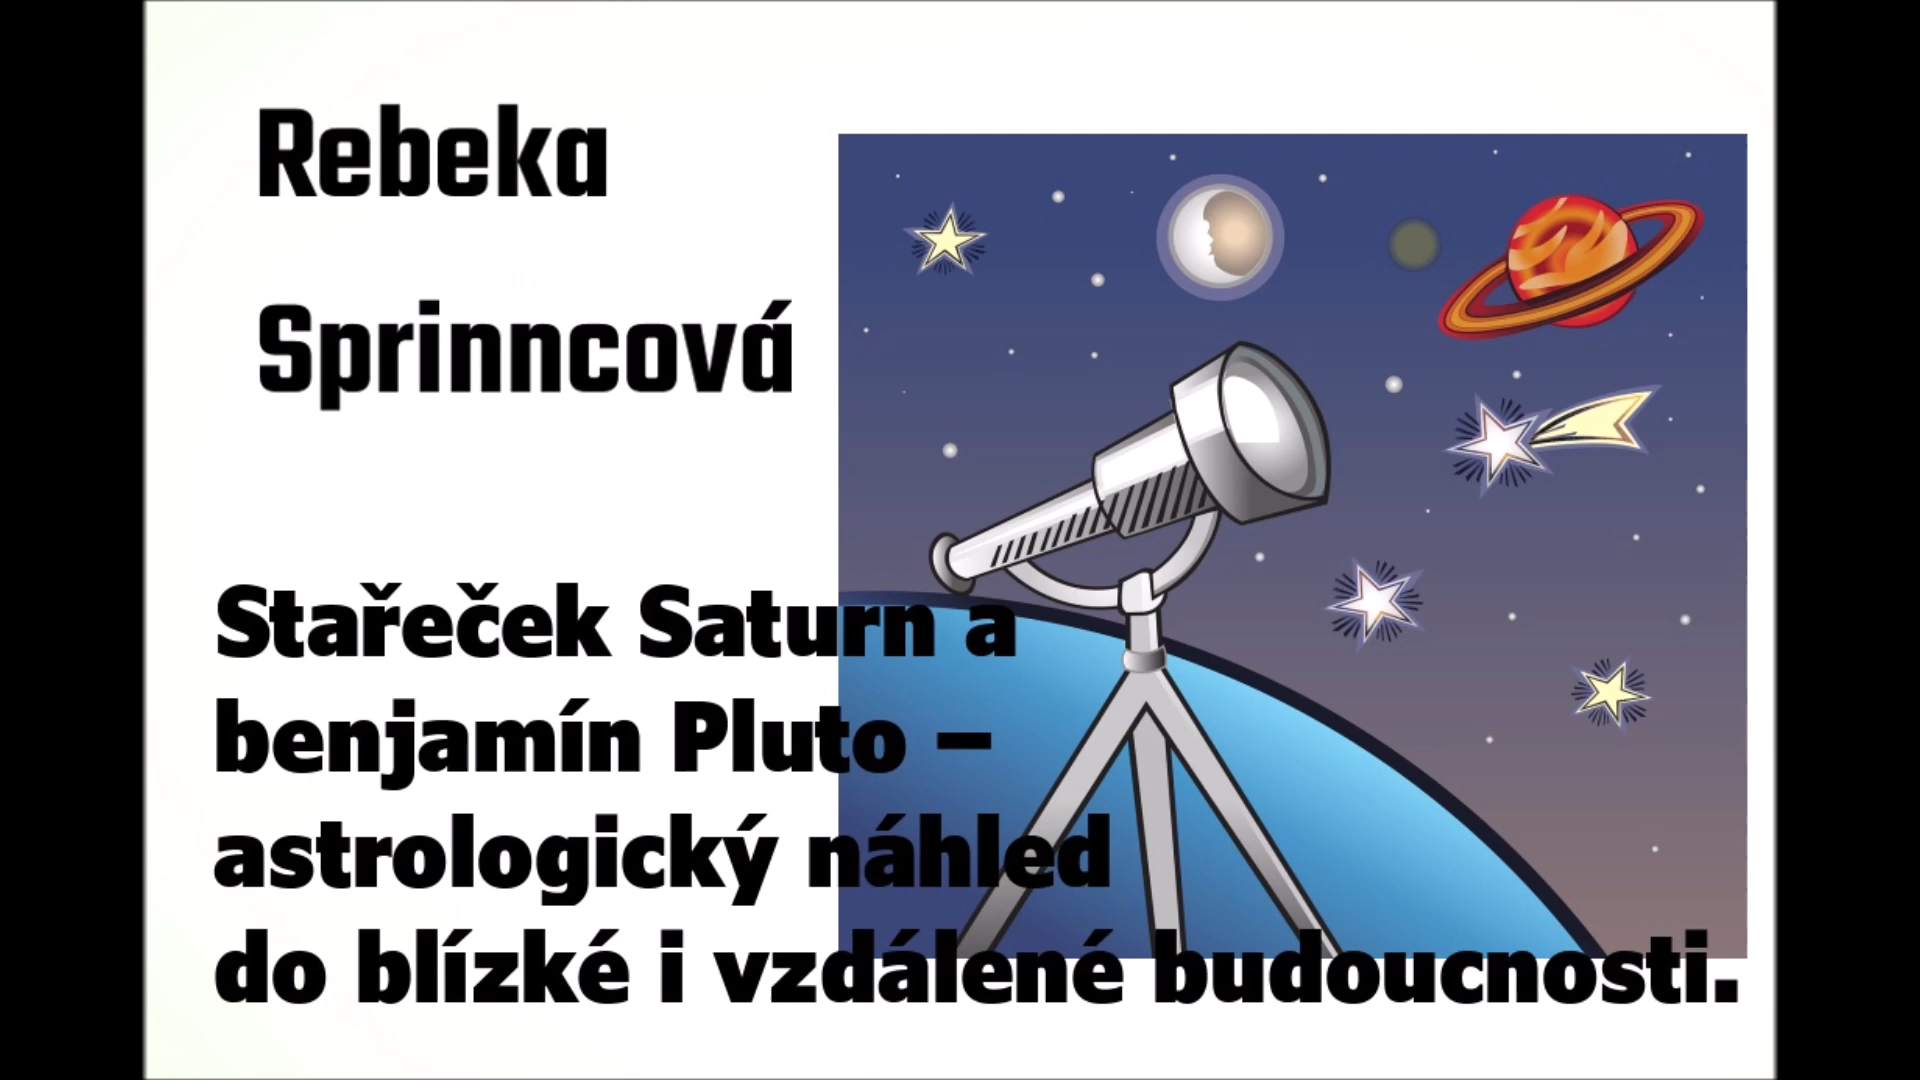 Rebeka
Sprinncová
Stařeček Saturn a
benjamín Pluto –
astrologický náhled
do blízké i vzdálené budoucnosti.